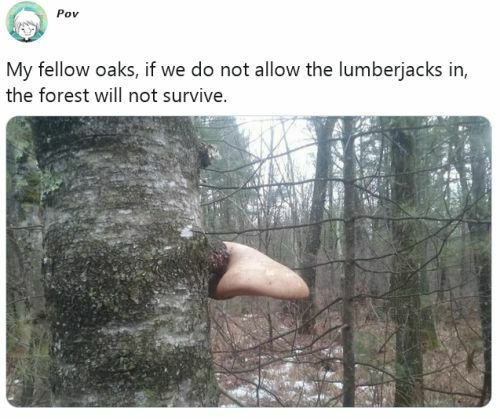 Pov
My fellow oaks, if we do not allow the lumberjacks in,
the forest will not survive.